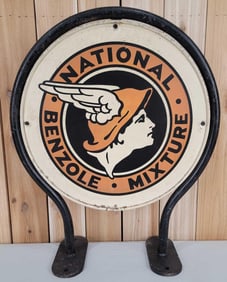 • NATIONAL •
BENZOLE • MIXTURE